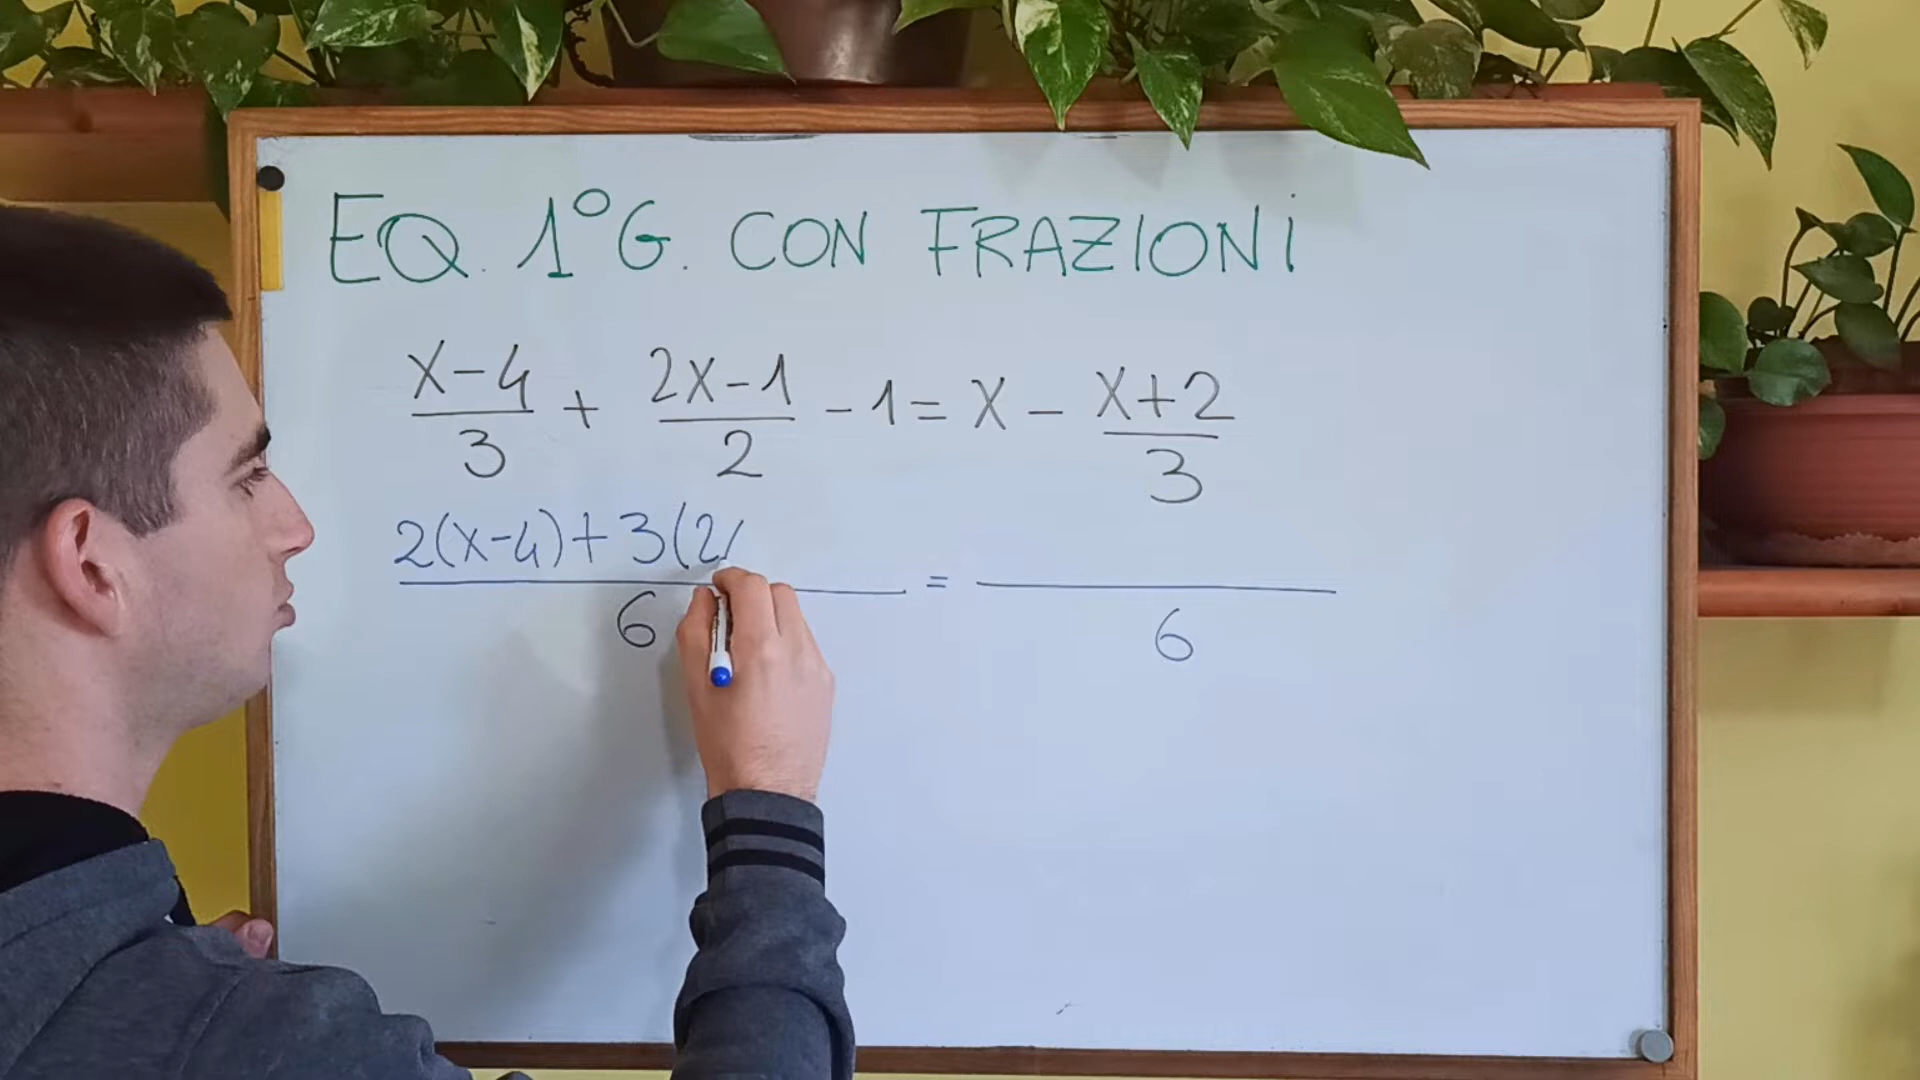 EQ. 1° G. CON FRAZIONI
x-4/3 + 2x-1/2 - 1 = x - x+2/3
2(x-4) + 3(2
6 = 6